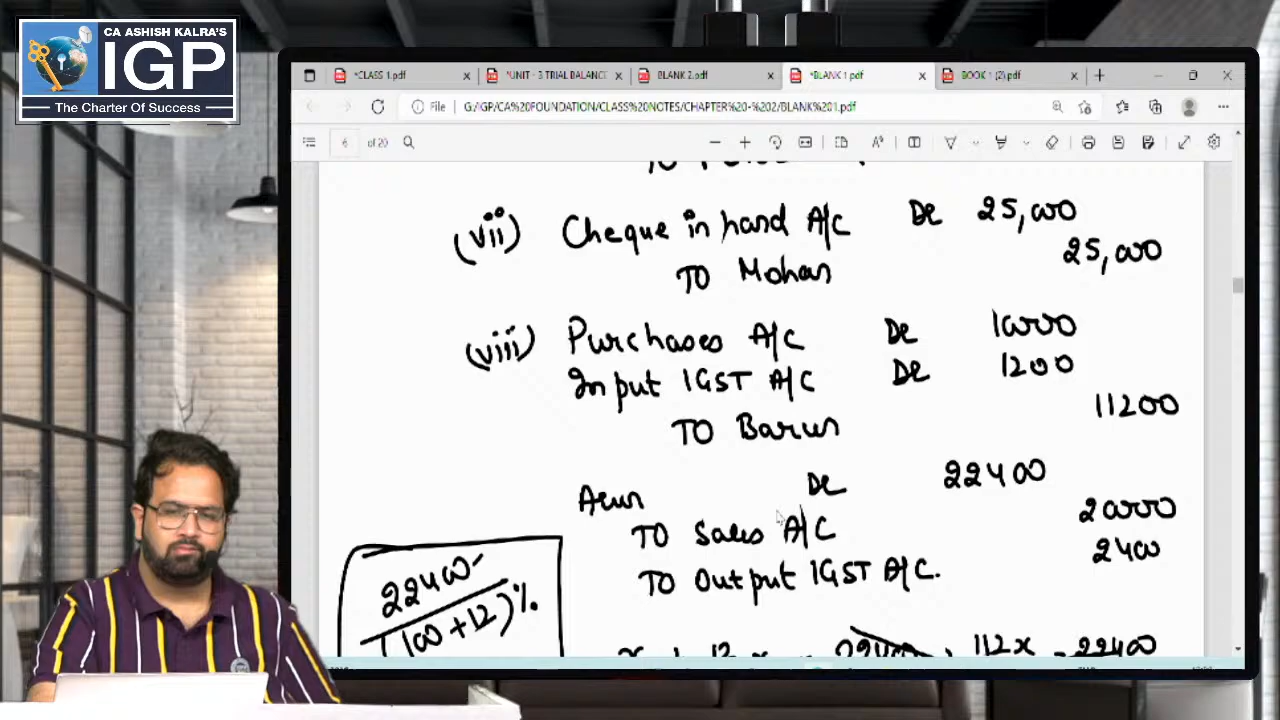 CA ASHISH KALRA'S
IGP
The Charter Of Success
*CLASS 1.pdf
*UNIT - 3 TRIAL BALANCE
BLANK 2.pdf
*BLANK 1.pdf
BOOK 1 (2).pdf
File G:/IGP/CA%20FOUNDATION/CLASS%20NOTES/CHAPTER%20-%202/BLANK%201.pdf
6 of 20
(vii) Cheque in hand A/C Dr 25,000
To Mohan 25,000
(viii) Purchases A/C Dr 10000
Input IGST A/C Dr 1200
To Barun 11200
Arun Dr 22400
To Sales A/C 20000
To Output IGST A/C. 2400
22400
(100+12)%
112x 22400